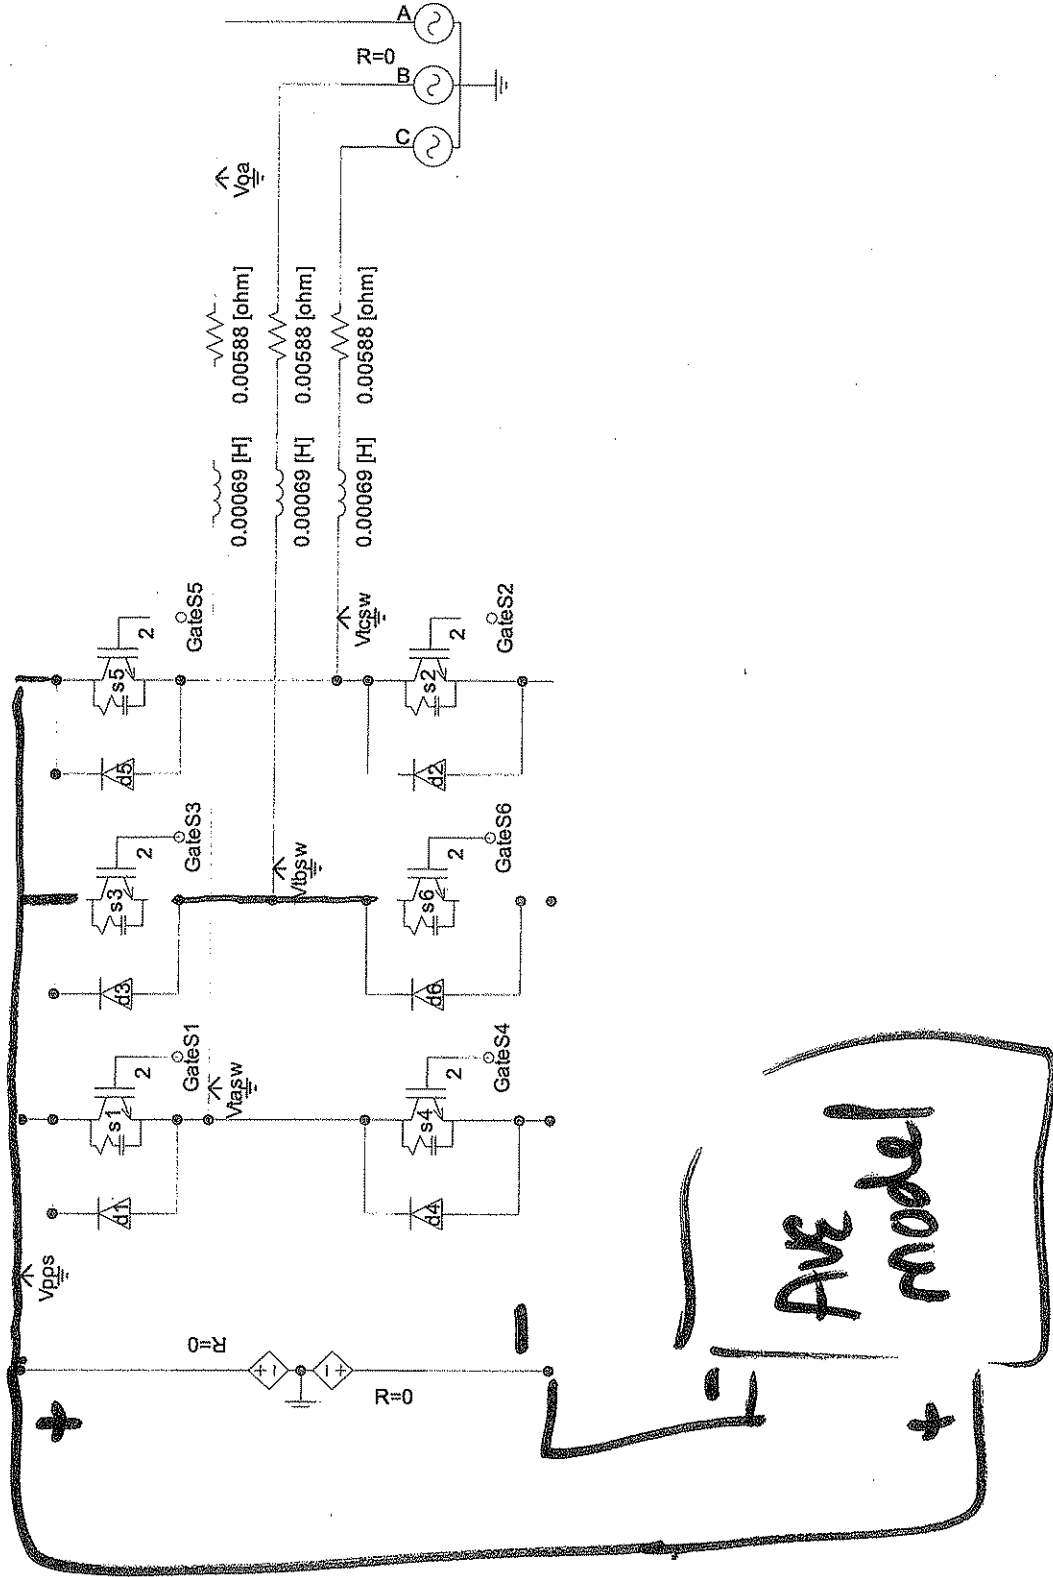 A
R=0
B
C
Voa
0.00588 [ohm]
0.00588 [ohm]
0.00588 [ohm]
0.00069 [H]
0.00069 [H]
0.00069 [H]
GateS5
2
s5
d5
Vtcsw
GateS2
2
s2
d2
GateS3
2
s3
d3
Vtbsw
GateS6
2
s6
d6
GateS1
2
s1
d1
Vtasw
GateS4
2
s4
d4
Vpps
R=0
+ -
- +
R=0
+
-
-
+
AVE
model